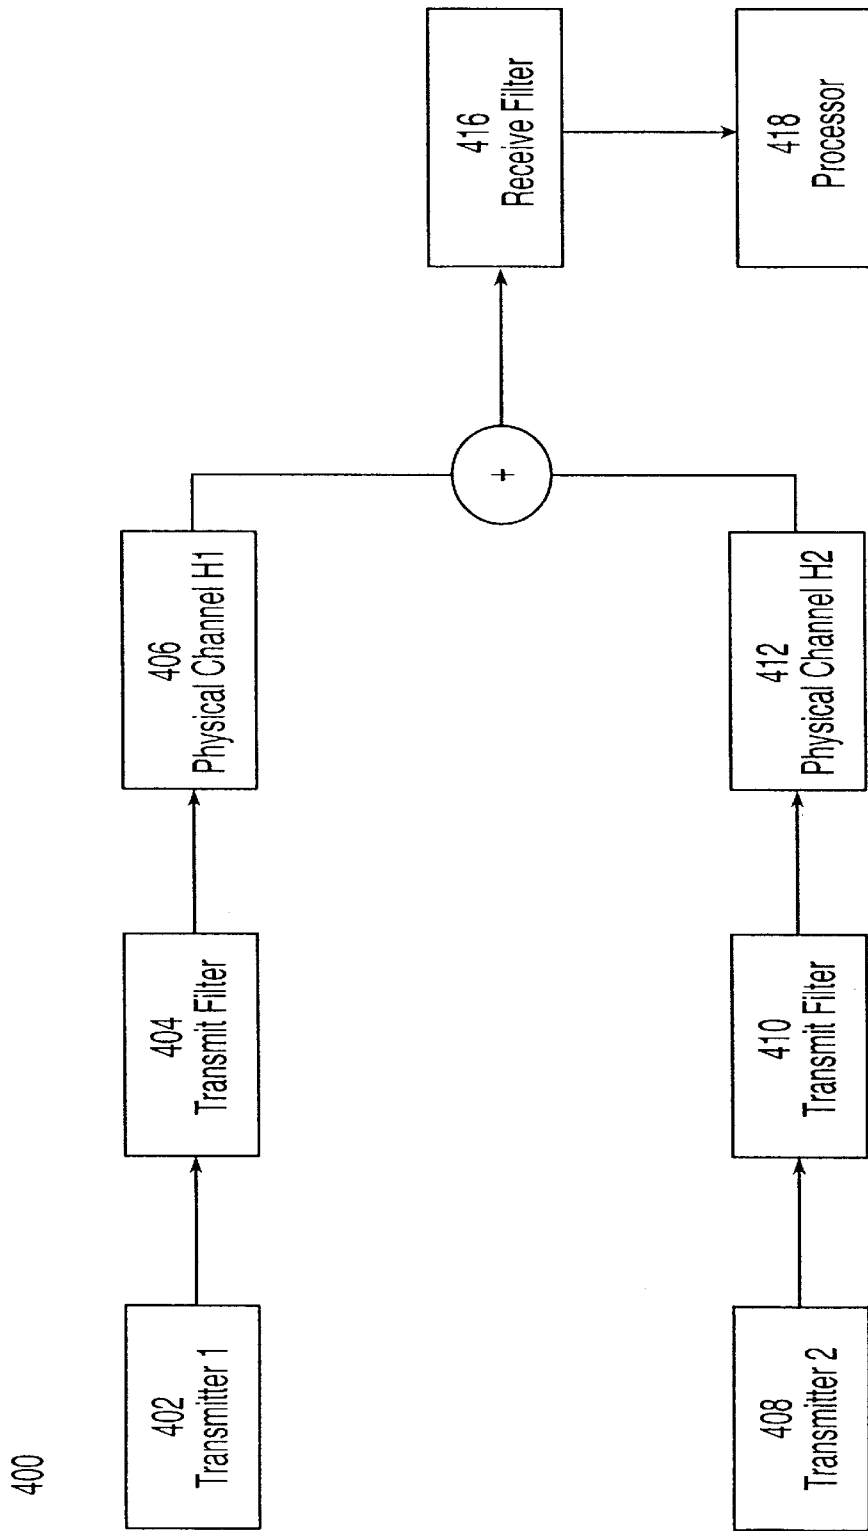 400
402
Transmitter 1
404
Transmit Filter
406
Physical Channel H1
408
Transmitter 2
410
Transmit Filter
412
Physical Channel H2
+
416
Receive Filter
418
Processor